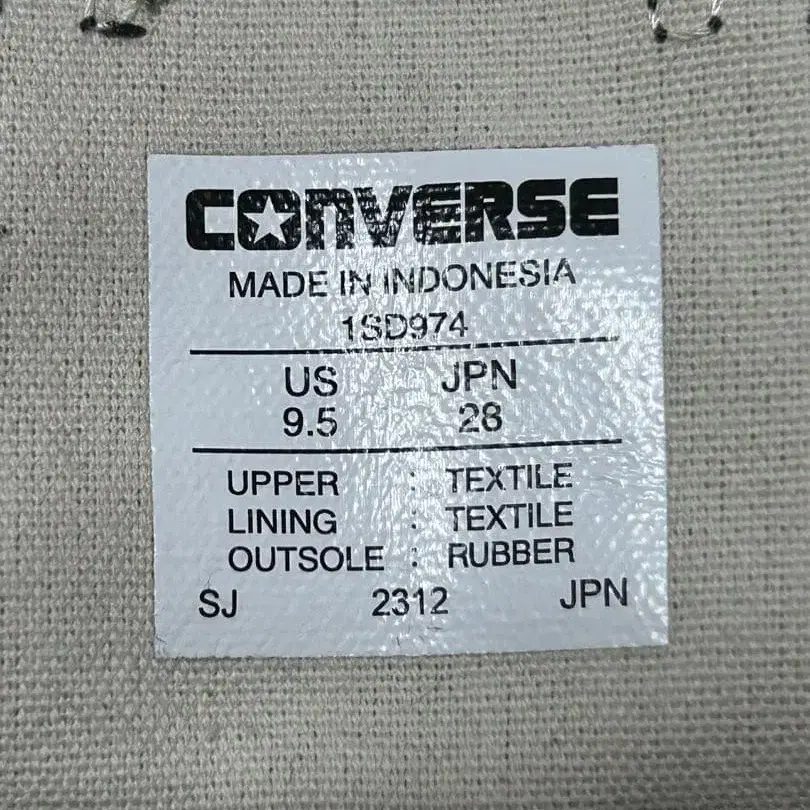 CONVERSE
MADE IN INDONESIA
1SD974
US JPN
9.5 28
UPPER : TEXTILE
LINING : TEXTILE
OUTSOLE : RUBBER
SJ 2312 JPN